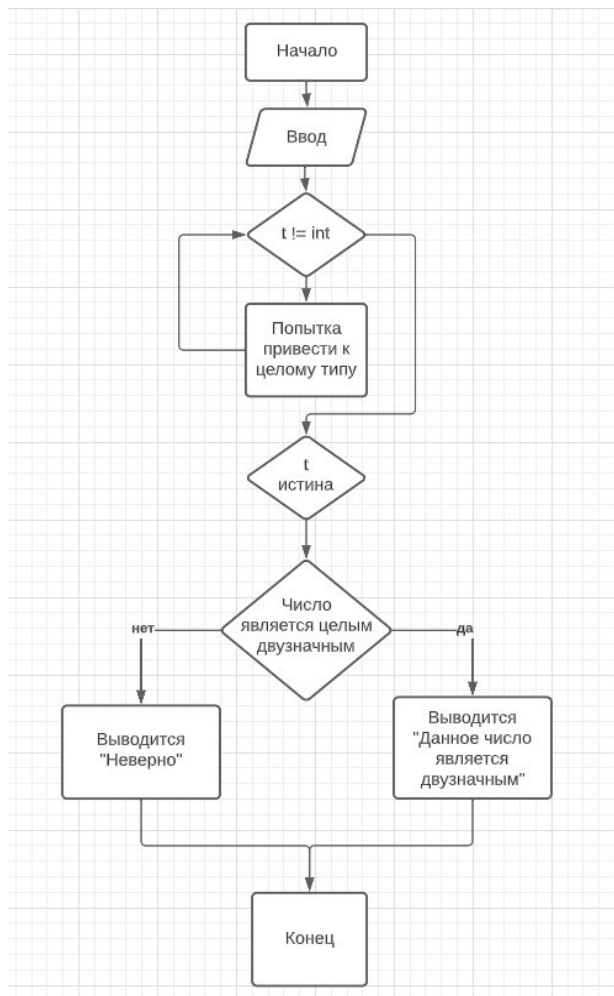 Начало
Ввод
t != int
Попытка
привести к
целому типу
t
истина
Число
является целым
двузначным
нет
да
Выводится
"Неверно"
Выводится
"Данное число
является
двузначным"
Конец